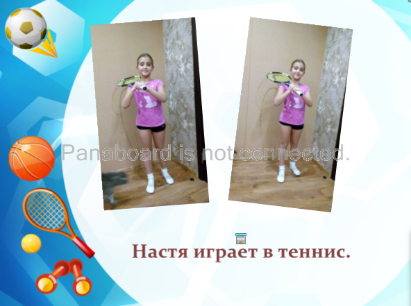 Panaboard is not connected.
Настя играет в теннис.